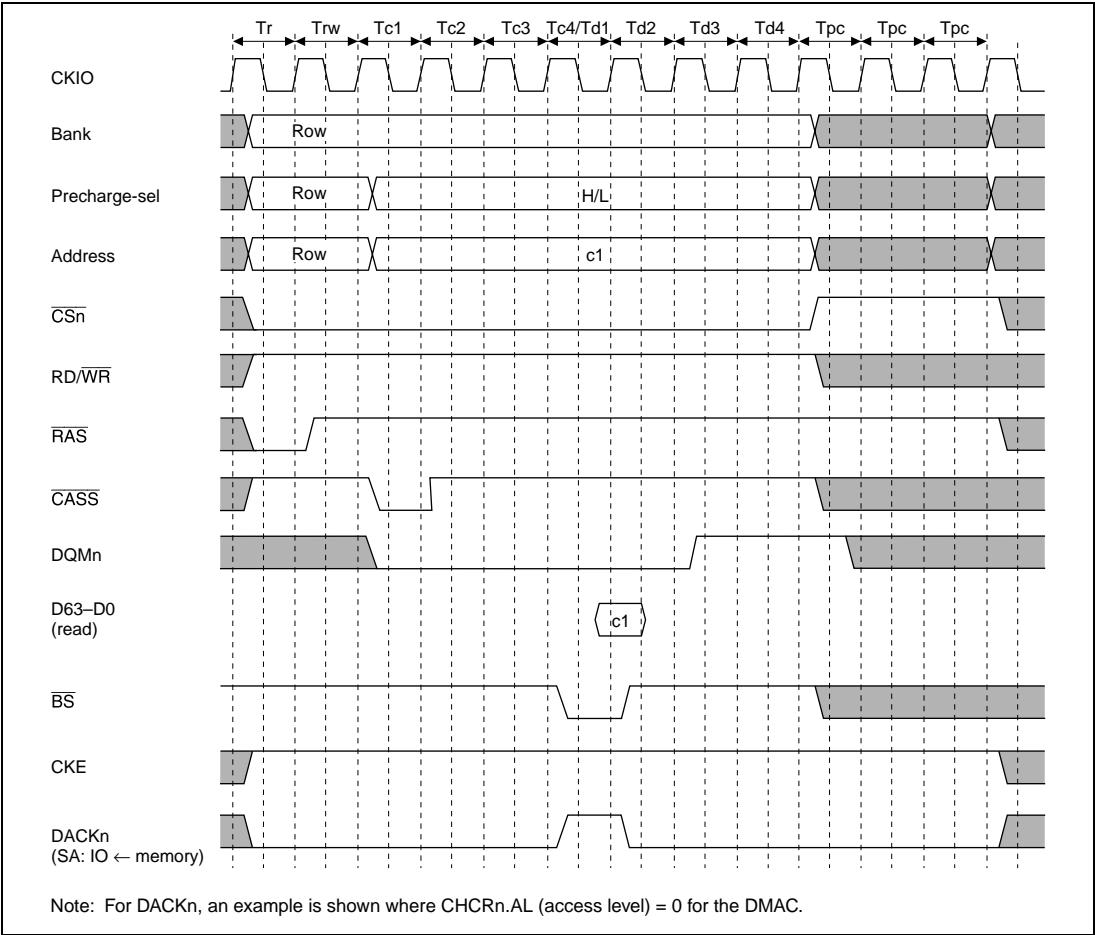 Tr Trw Tc1 Tc2 Tc3 Tc4/Td1 Td2 Td3 Td4 Tpc Tpc Tpc
CKIO
Bank Row
Precharge-sel Row H/L
Address Row c1
CSn
RD/WR
RAS
CASS
DQMn
D63–D0
(read) c1
BS
CKE
DACKn
(SA: IO ← memory)
Note: For DACKn, an example is shown where CHCRn.AL (access level) = 0 for the DMAC.